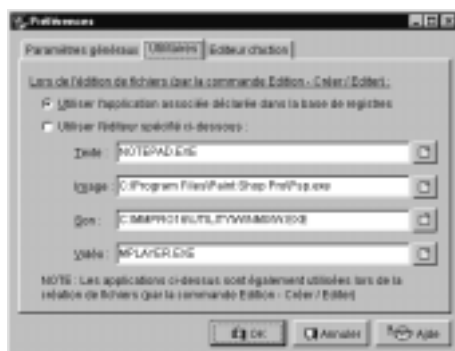 Préférences
Paramètres généraux Utilitaires Editeur d'action
Lors de l'édition de fichiers (par la commande Edition - Créer / Editer) :
Utiliser l'application associée déclarée dans la base de registres
Utiliser l'éditeur spécifié ci-dessous :
Texte : NOTEPAD.EXE
Image : C:\Program Files\Paint Shop Pro\Psp.exe
Son :
Vidéo : MPLAYER.EXE
NOTE : Les applications ci-dessus sont également utilisées lors de la
création de fichiers (par la commande Edition - Créer / Editer)
OK Annuler Aide